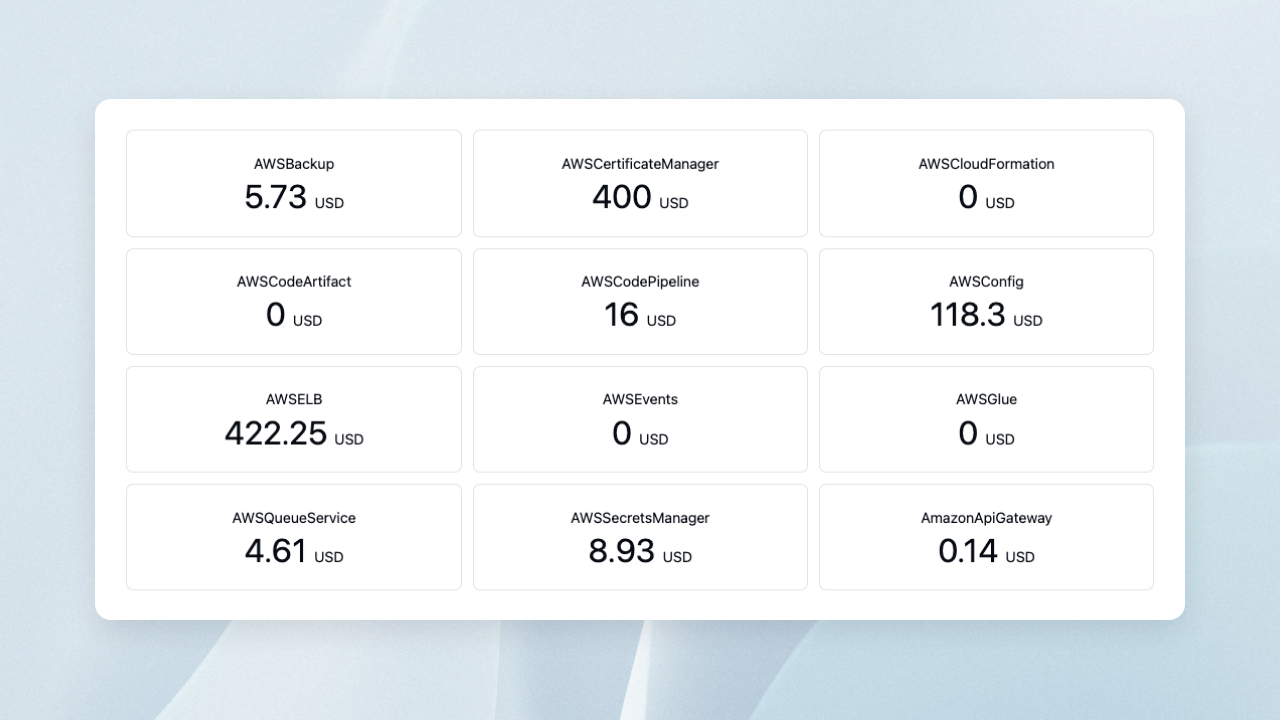 AWSBackup
5.73 USD
AWSCertificateManager
400 USD
AWSCloudFormation
0 USD
AWSCodeArtifact
0 USD
AWSCodePipeline
16 USD
AWSConfig
118.3 USD
AWSELB
422.25 USD
AWSEvents
0 USD
AWSGlue
0 USD
AWSQueueService
4.61 USD
AWSSecretsManager
8.93 USD
AmazonApiGateway
0.14 USD